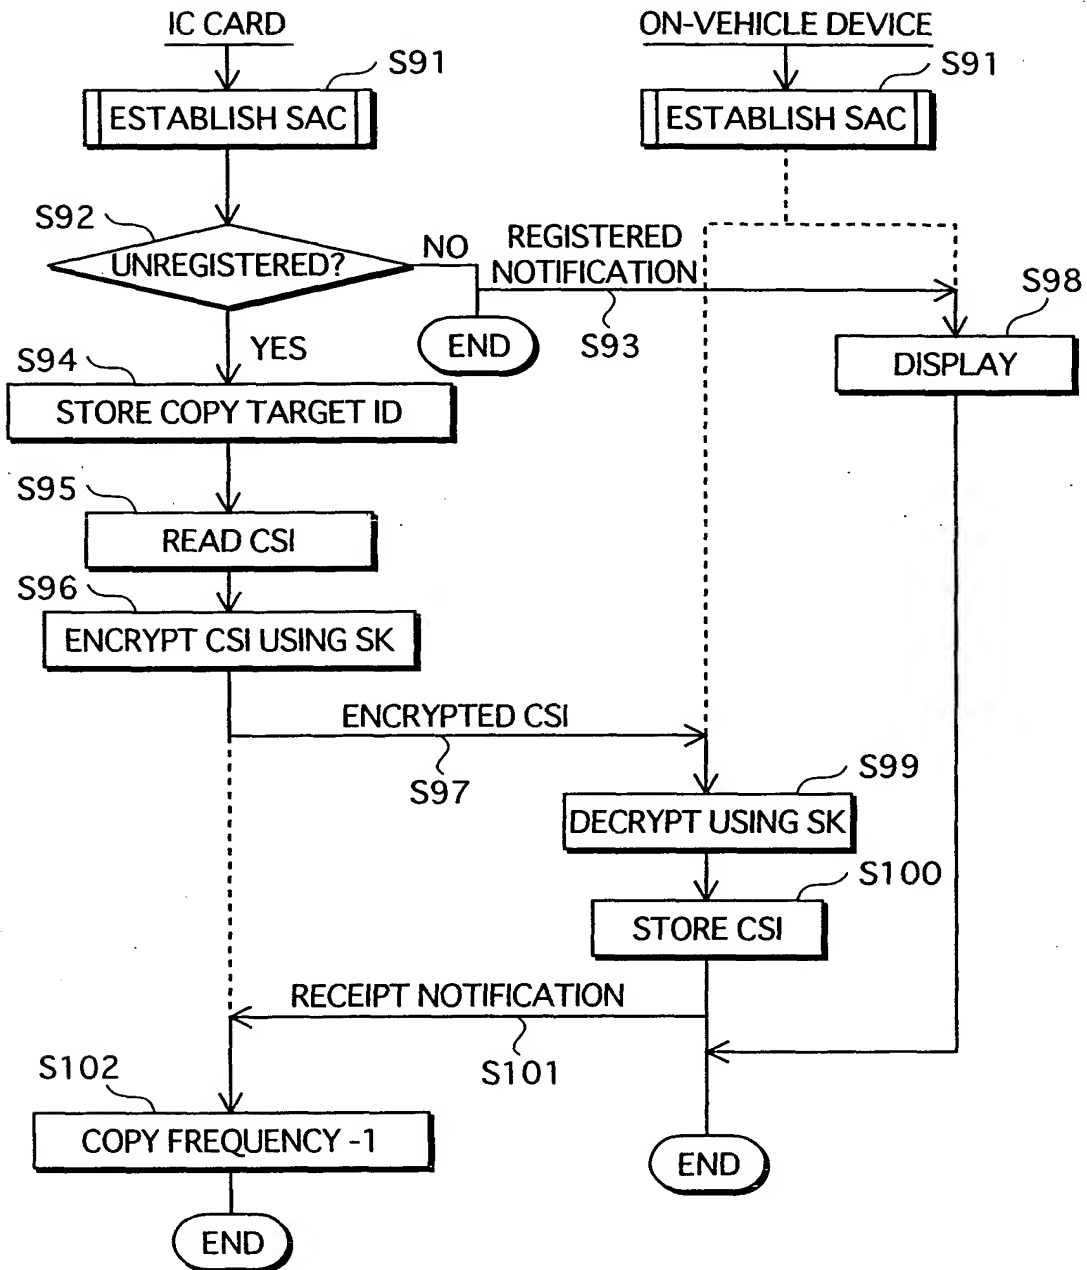 IC CARD
ON-VEHICLE DEVICE
S91
S91
ESTABLISH SAC
ESTABLISH SAC
S92
UNREGISTERED?
NO
REGISTERED
NOTIFICATION
S93
END
S98
DISPLAY
YES
S94
STORE COPY TARGET ID
S95
READ CSI
S96
ENCRYPT CSI USING SK
ENCRYPTED CSI
S97
S99
DECRYPT USING SK
S100
STORE CSI
RECEIPT NOTIFICATION
S101
S102
COPY FREQUENCY -1
END
END